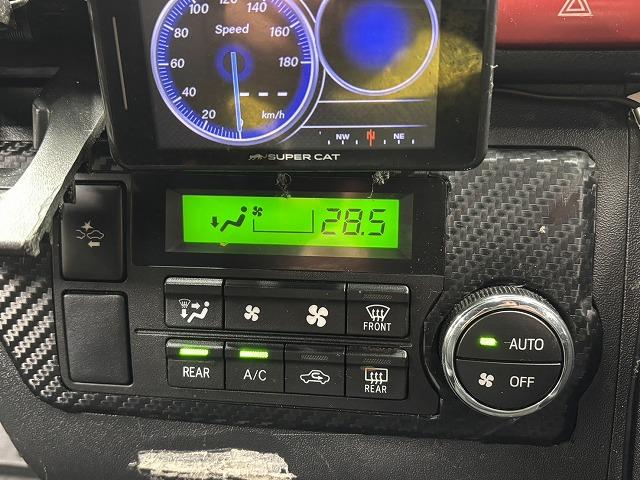 120
100
140
80
Speed
160
60
180
40
20
km/h
NW N NE
SUPER CAT
28.5
FRONT
AUTO
REAR
A/C
REAR
OFF